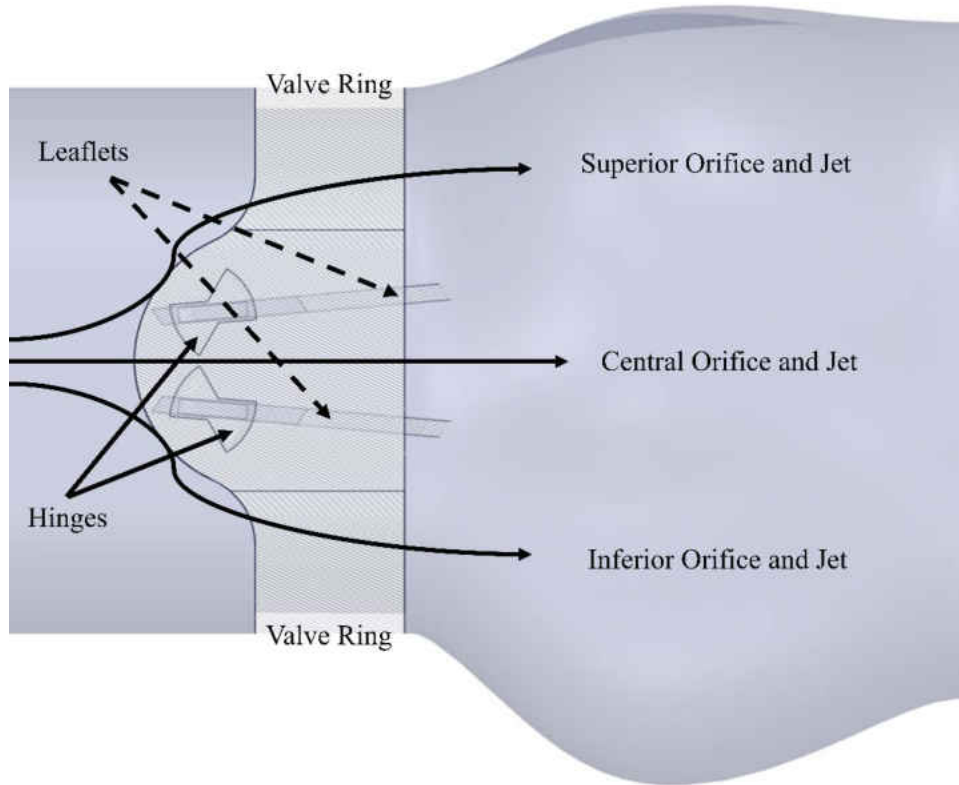 Valve Ring
Leaflets
Superior Orifice and Jet
Central Orifice and Jet
Hinges
Inferior Orifice and Jet
Valve Ring